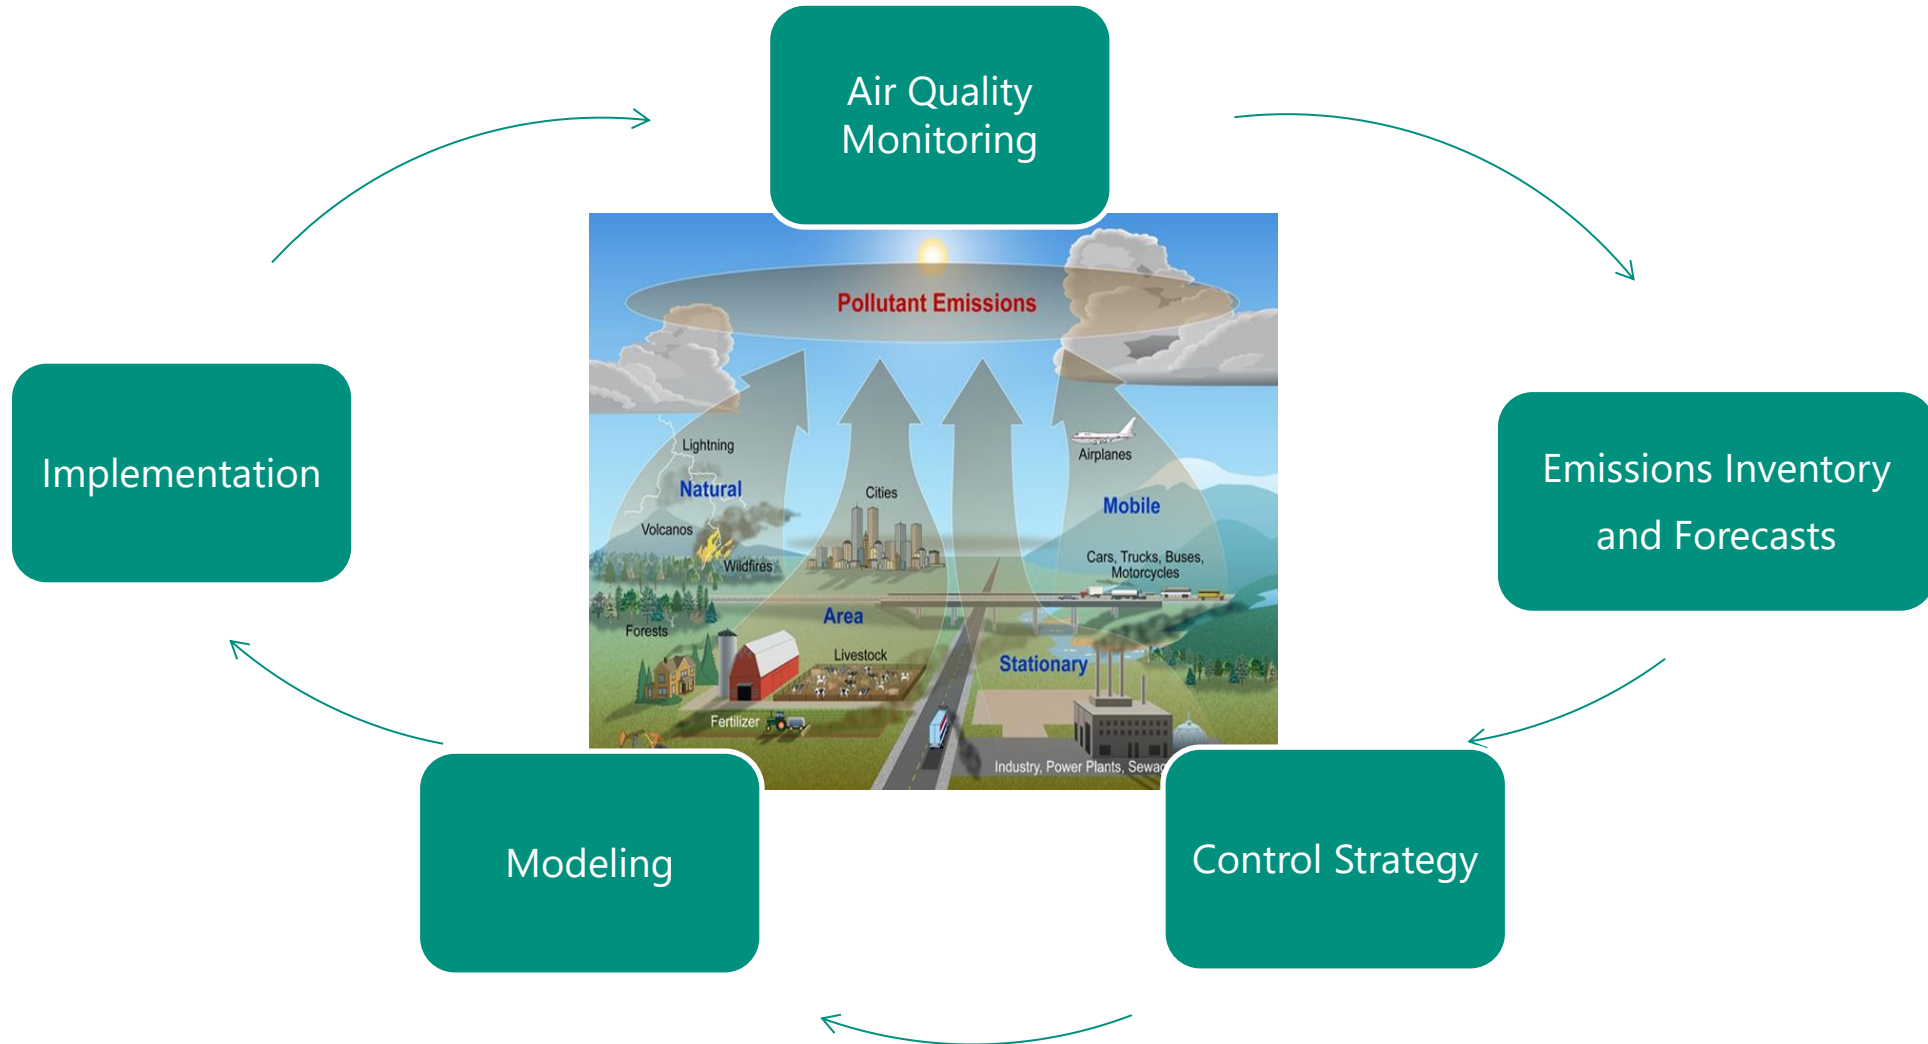 Air Quality
Monitoring
Emissions Inventory
and Forecasts
Control Strategy
Modeling
Implementation
Pollutant Emissions
Lightning
Natural
Volcanos
Wildfires
Forests
Cities
Area
Livestock
Fertilizer
Airplanes
Mobile
Cars, Trucks, Buses,
Motorcycles
Stationary
Industry, Power Plants,